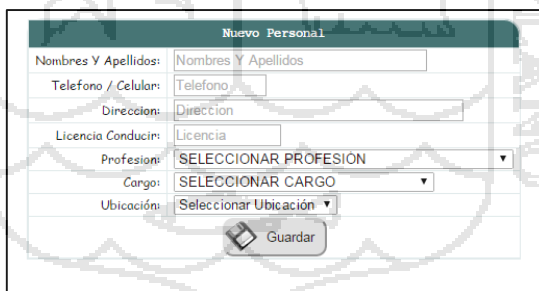 Nuevo Personal
Nombres Y Apellidos: Nombres Y Apellidos
Telefono / Celular: Telefono
Direccion: Direccion
Licencia Conducir: Licencia
Profesion: SELECCIONAR PROFESIÓN
Cargo: SELECCIONAR CARGO
Ubicación: Seleccionar Ubicación
Guardar